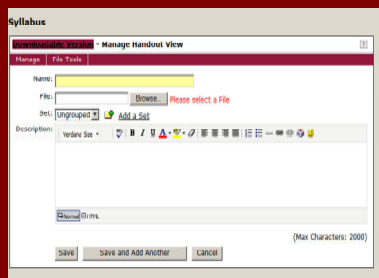 Syllabus
Downloadable Version - Manage Handout View
Manage File Tools
Name:
File: Browse.. Please select a File
Set: Ungrouped Add a Set
Description: Verdana Size B I U A
Normal HTML
(Max Characters: 2000)
Save Save and Add Another Cancel